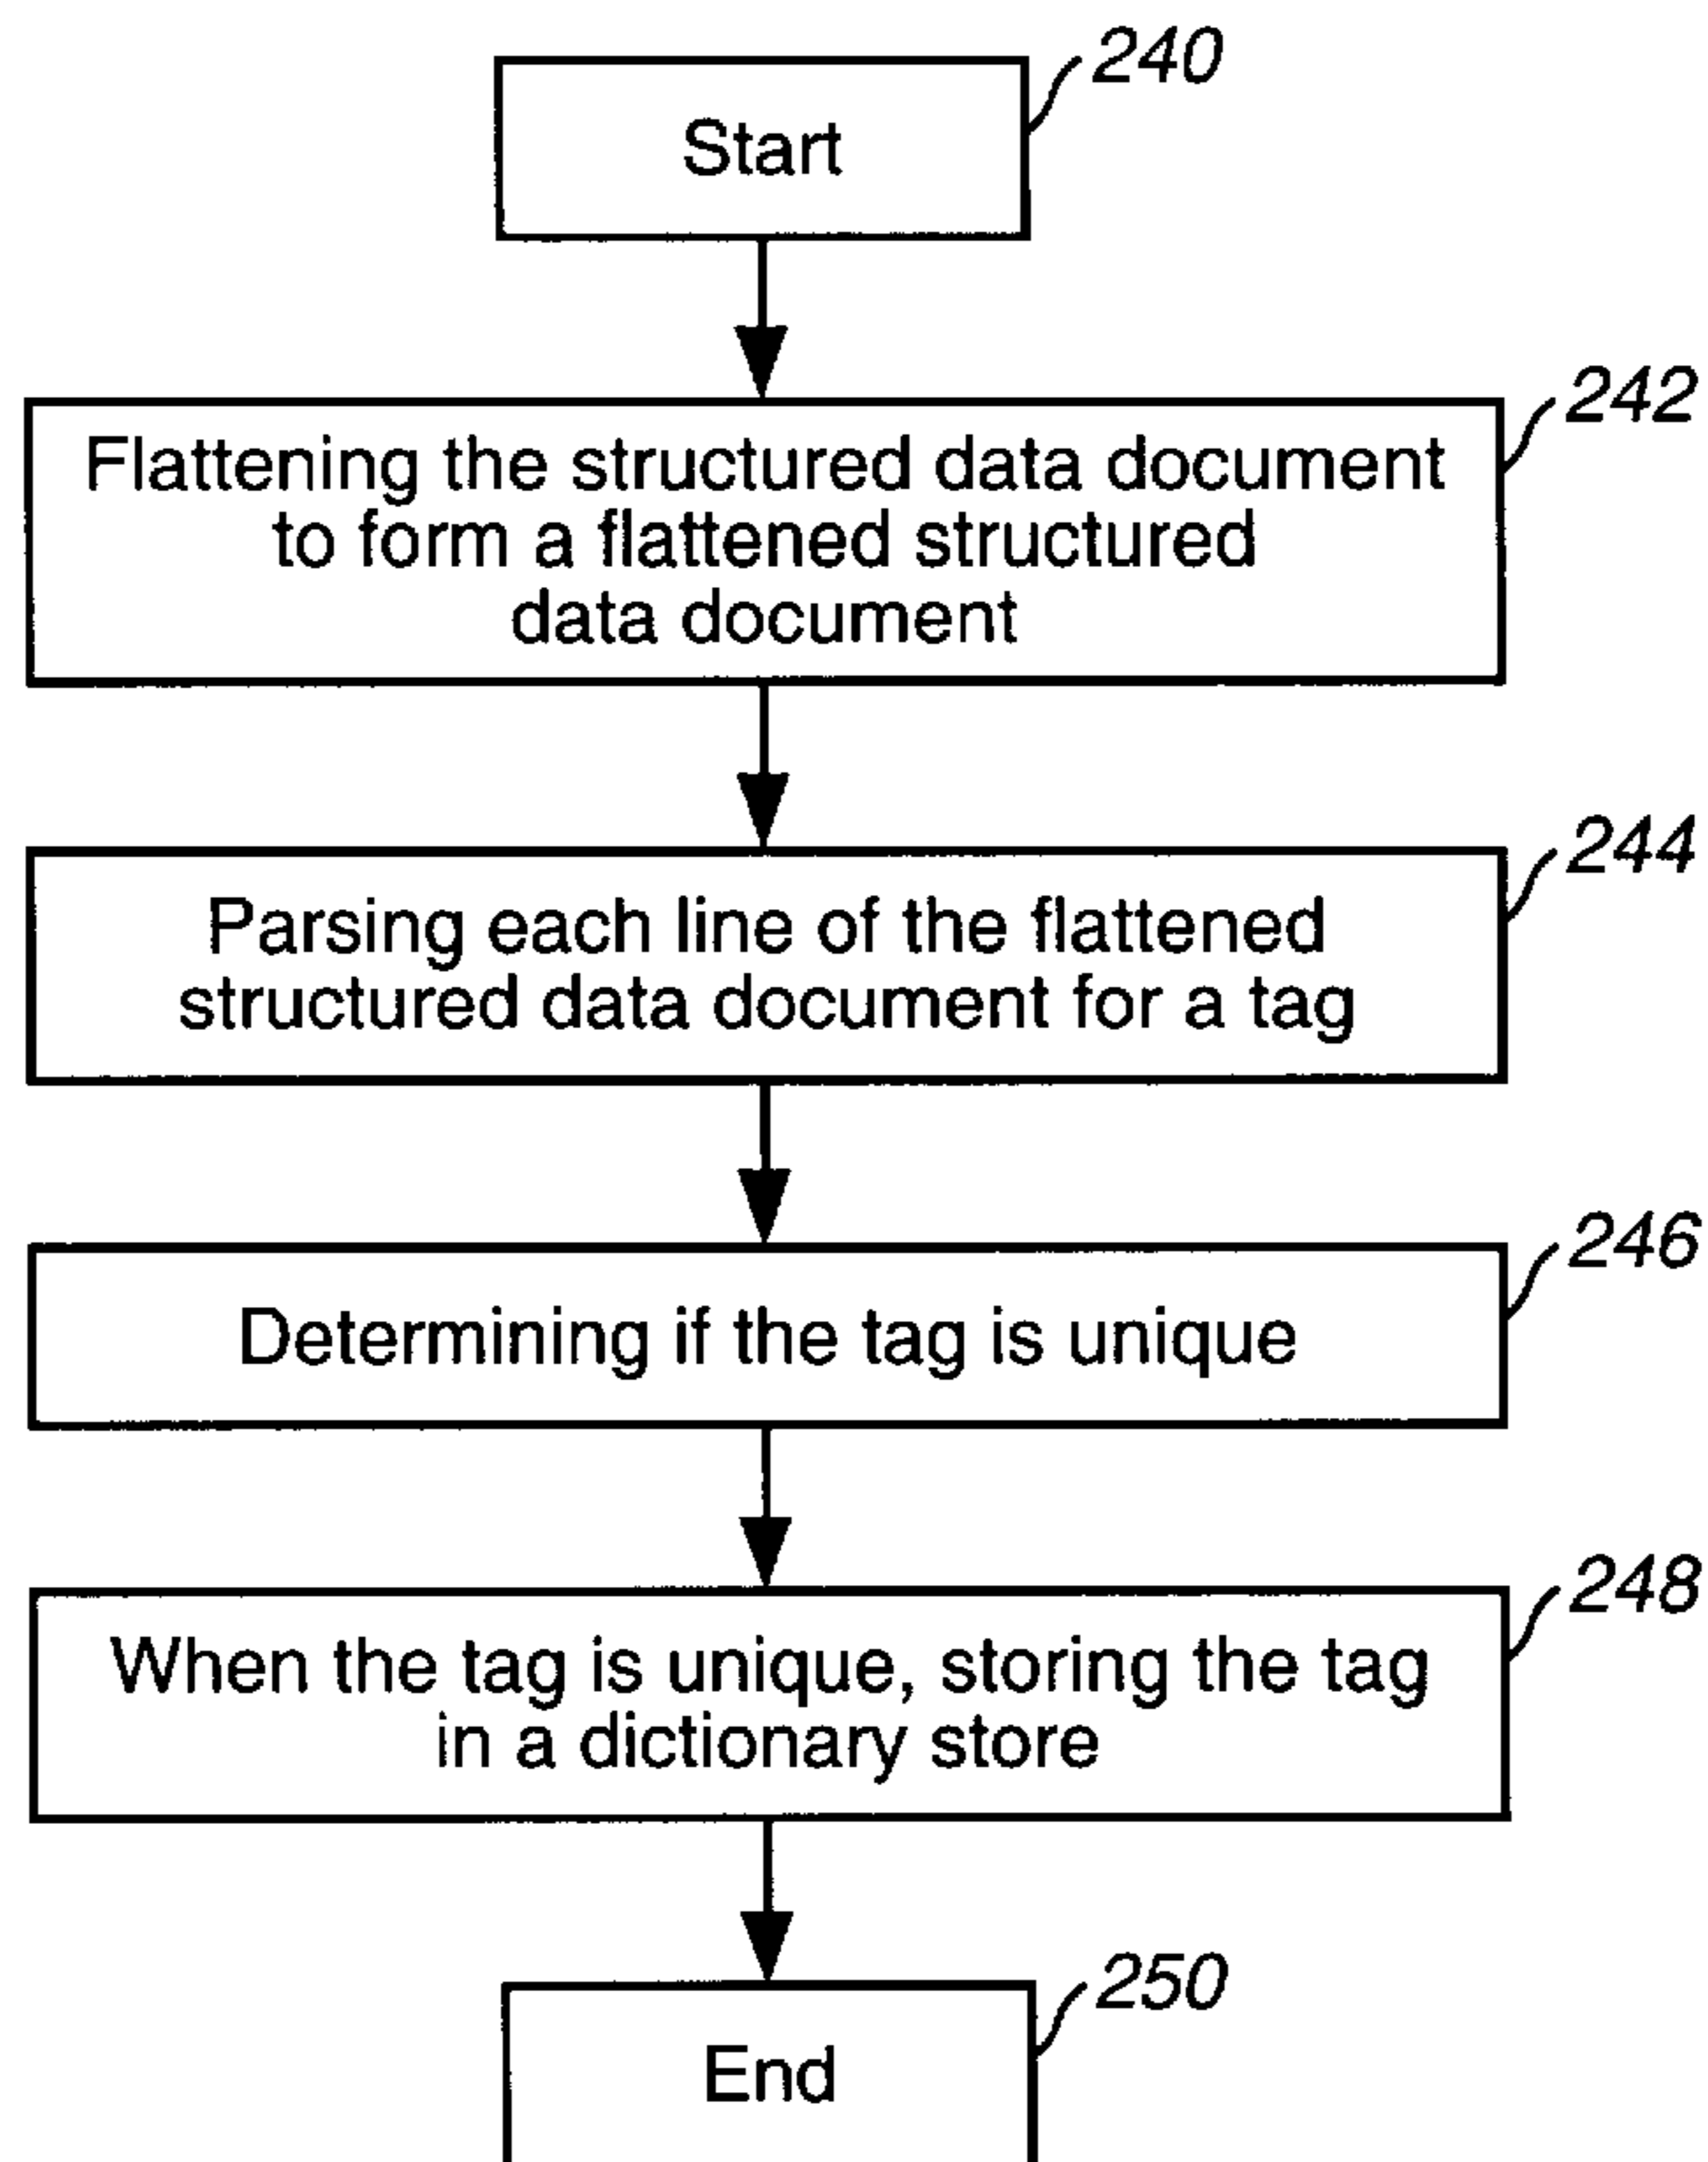 240
Start
242
Flattening the structured data document
to form a flattened structured
data document
244
Parsing each line of the flattened
structured data document for a tag
246
Determining if the tag is unique
248
When the tag is unique, storing the tag
in a dictionary store
250
End